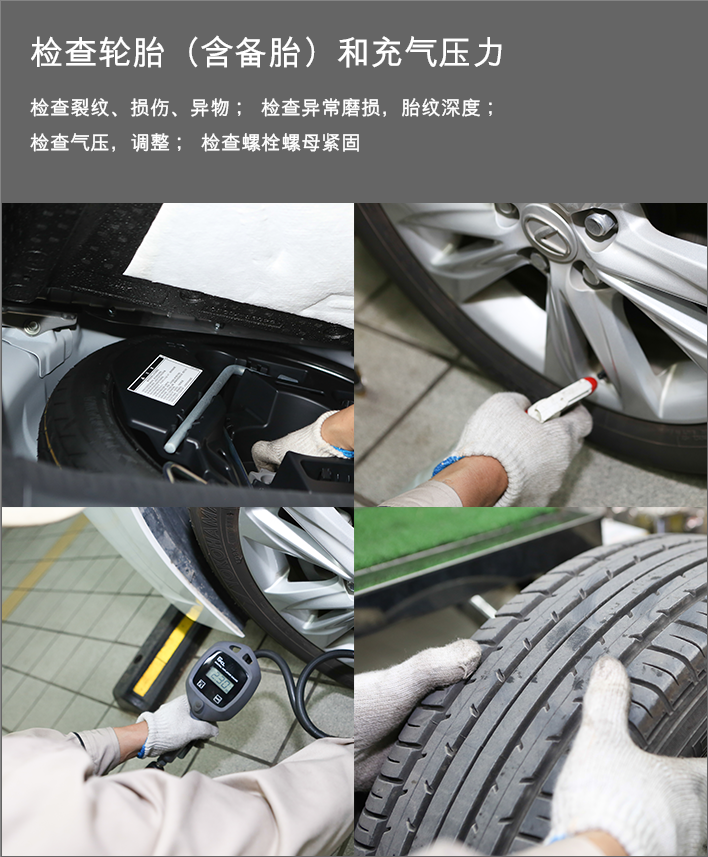 检查轮胎（含备胎）和充气压力
检查裂纹、损伤、异物； 检查异常磨损，胎纹深度；
检查气压，调整； 检查螺栓螺母紧固